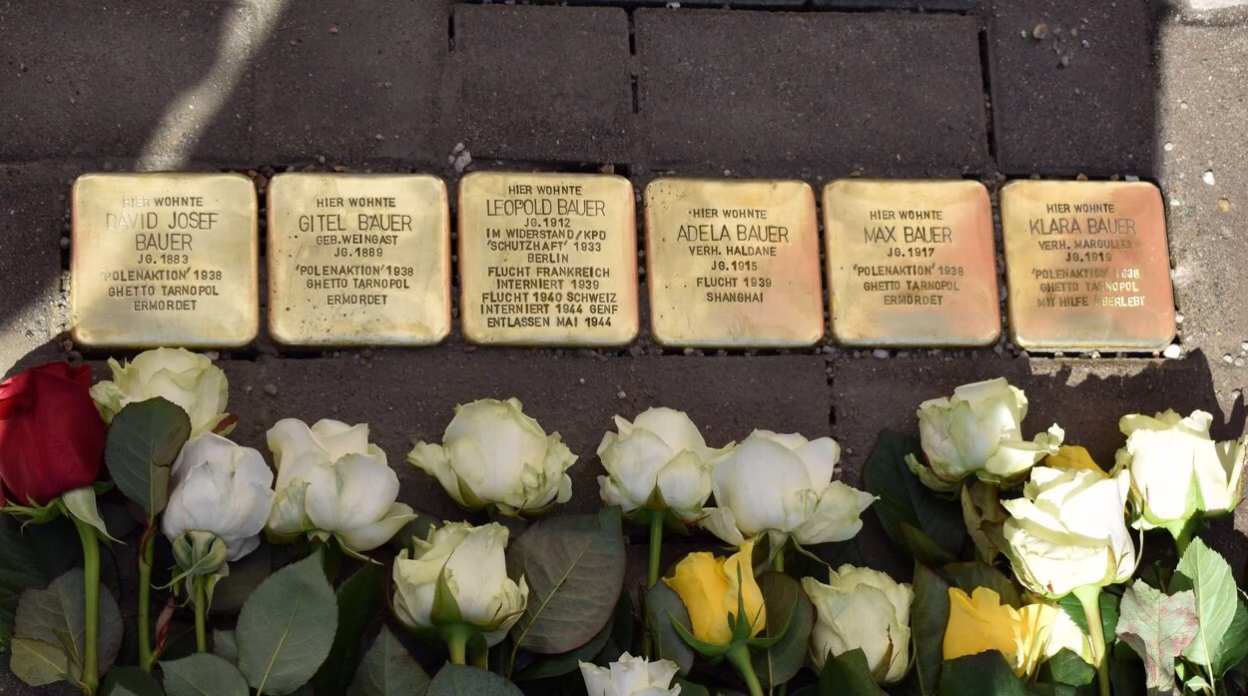 HIER WOHNTE
DAVID JOSEF
BAUER
JG. 1883
'POLENAKTION' 1938
GHETTO TARNOPOL
ERMORDET
HIER WOHNTE
GITEL BAUER
GEB. WEINGAST
JG. 1889
'POLENAKTION' 1938
GHETTO TARNOPOL
ERMORDET
HIER WOHNTE
LEOPOLD BAUER
JG. 1912
IM WIDERSTAND/KPD
'SCHUTZHAFT' 1933
BERLIN
FLUCHT FRANKREICH
INTERNIERT 1939
FLUCHT 1940 SCHWEIZ
INTERNIERT 1944 GENF
ENTLASSEN MAI 1944
HIER WOHNTE
ADELA BAUER
VERH. HALDANE
JG. 1915
FLUCHT 1939
SHANGHAI
HIER WOHNTE
MAX BAUER
JG. 1917
'POLENAKTION' 1938
GHETTO TARNOPOL
ERMORDET
HIER WOHNTE
KLARA BAUER
VERH. MARGULIES
JG. 1919
'POLENAKTION' 1938
GHETTO TARNOPOL
MIT HILFE ÜBERLEBT